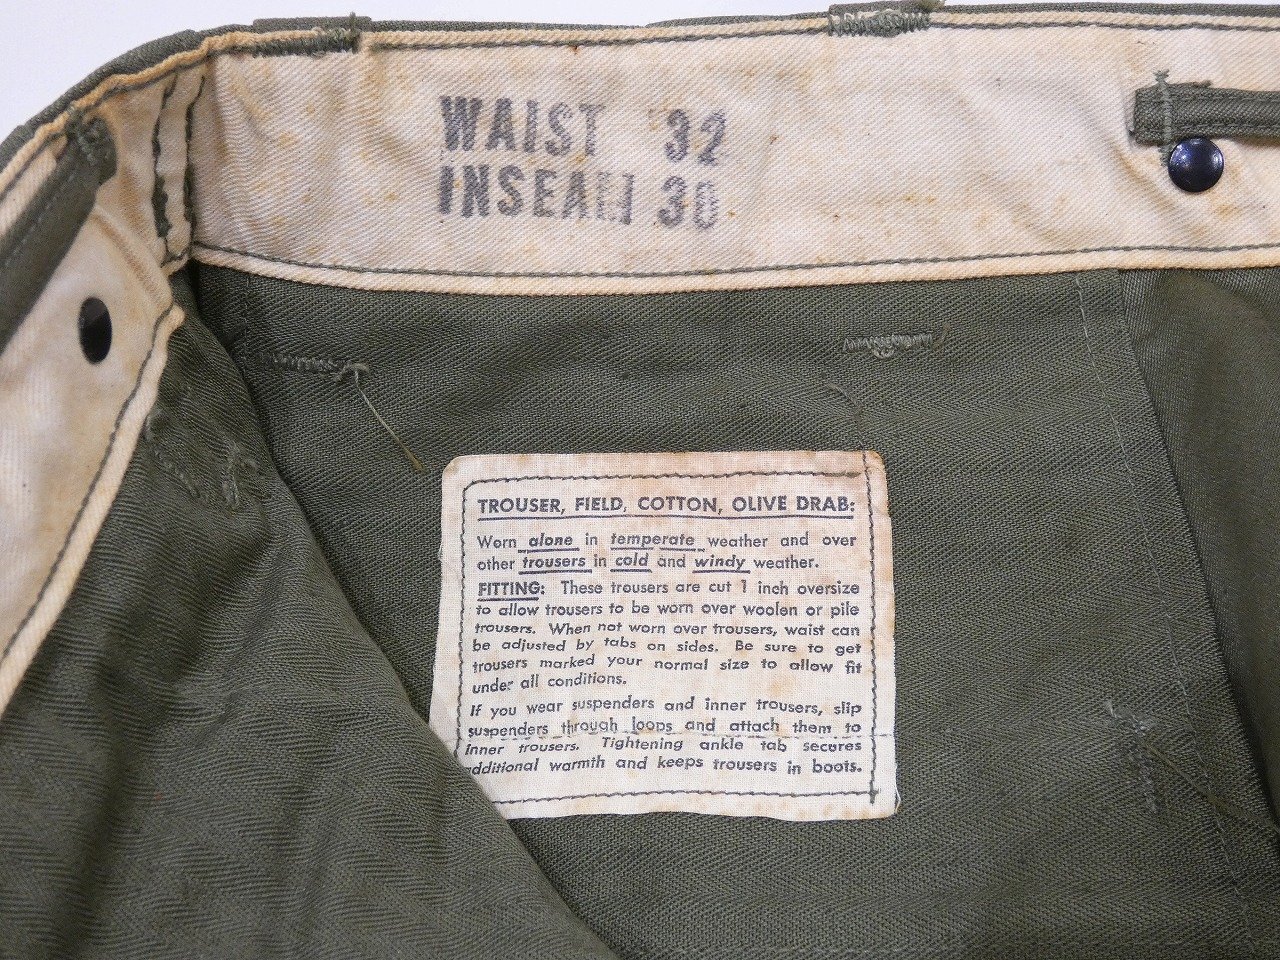 WAIST 32
INSEAM 30
TROUSER, FIELD, COTTON, OLIVE DRAB:
Worn alone in temperate weather and over
other trousers in cold and windy weather.
FITTING: These trousers are cut 1 inch oversize
to allow trousers to be worn over woolen or pile
trousers. When not worn over trousers, waist can
be adjusted by tabs on sides. Be sure to get
trousers marked your normal size to allow fit
under all conditions.
If you wear suspenders and inner trousers, slip
suspenders through loops and attach them to
inner trousers. Tightening ankle tab secures
additional warmth and keeps trousers in boots.